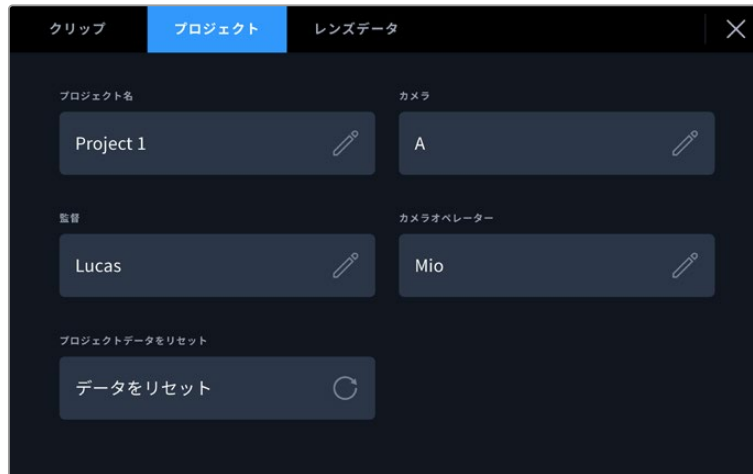 クリップ プロジェクト レンズデータ
プロジェクト名 カメラ
Project 1 A
監督 カメラオペレーター
Lucas Mio
プロジェクトデータをリセット
データをリセット